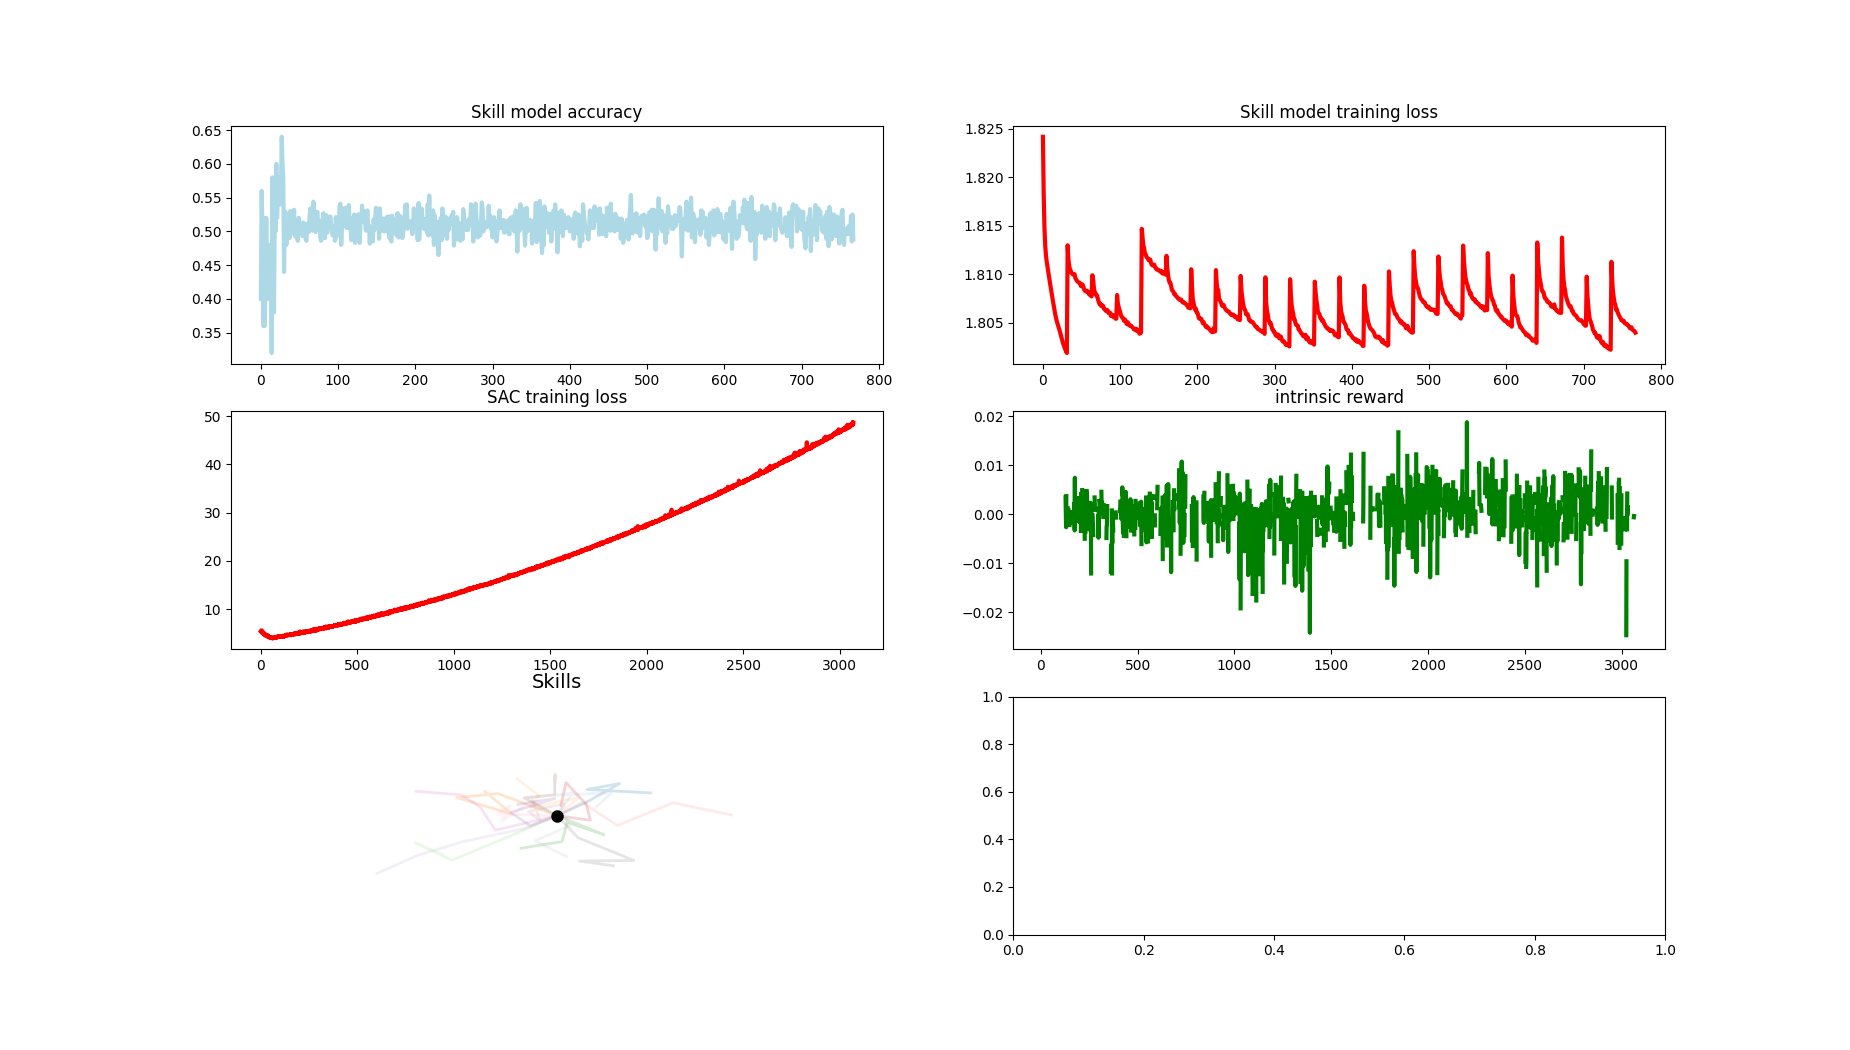 Skill model accuracy
0.65
0.60
0.55
0.50
0.45
0.40
0.35
0 100 200 300 400 500 600 700 800
Skill model training loss
1.825
1.820
1.815
1.810
1.805
0 100 200 300 400 500 600 700 800
SAC training loss
50
40
30
20
10
0 500 1000 1500 2000 2500 3000
intrinsic reward
0.02
0.01
0.00
−0.01
−0.02
0 500 1000 1500 2000 2500 3000
Skills
1.0
0.8
0.6
0.4
0.2
0.0
0.0 0.2 0.4 0.6 0.8 1.0